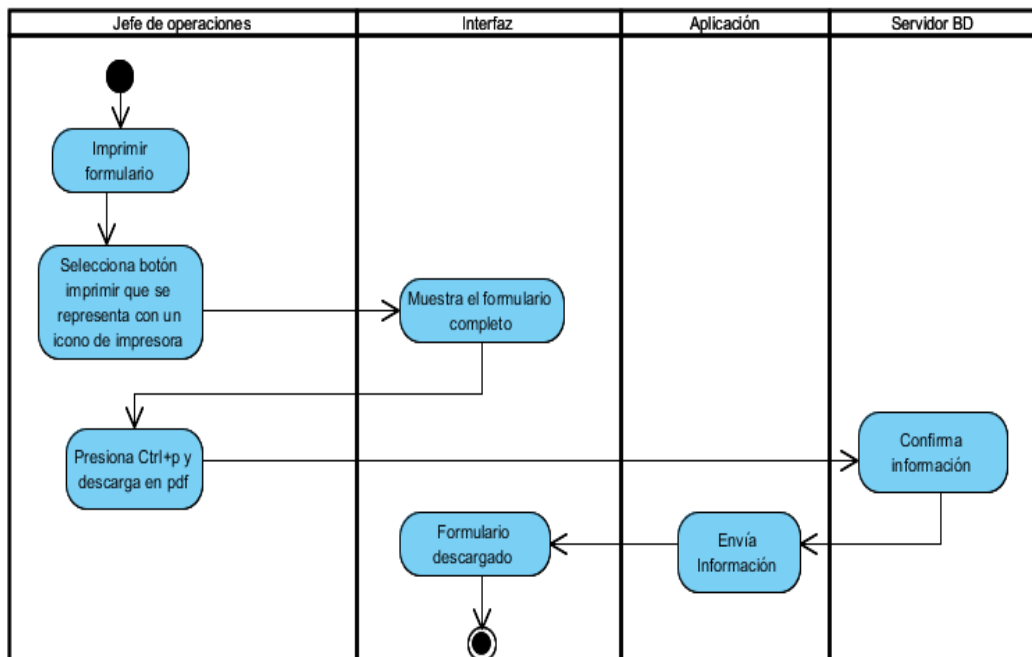 Jefe de operaciones
Interfaz
Aplicación
Servidor BD
Imprimir
formulario
Selecciona botón
imprimir que se
representa con un
icono de impresora
Muestra el formulario
completo
Presiona Ctrl+p y
descarga en pdf
Confirma
información
Envía
Información
Formulario
descargado